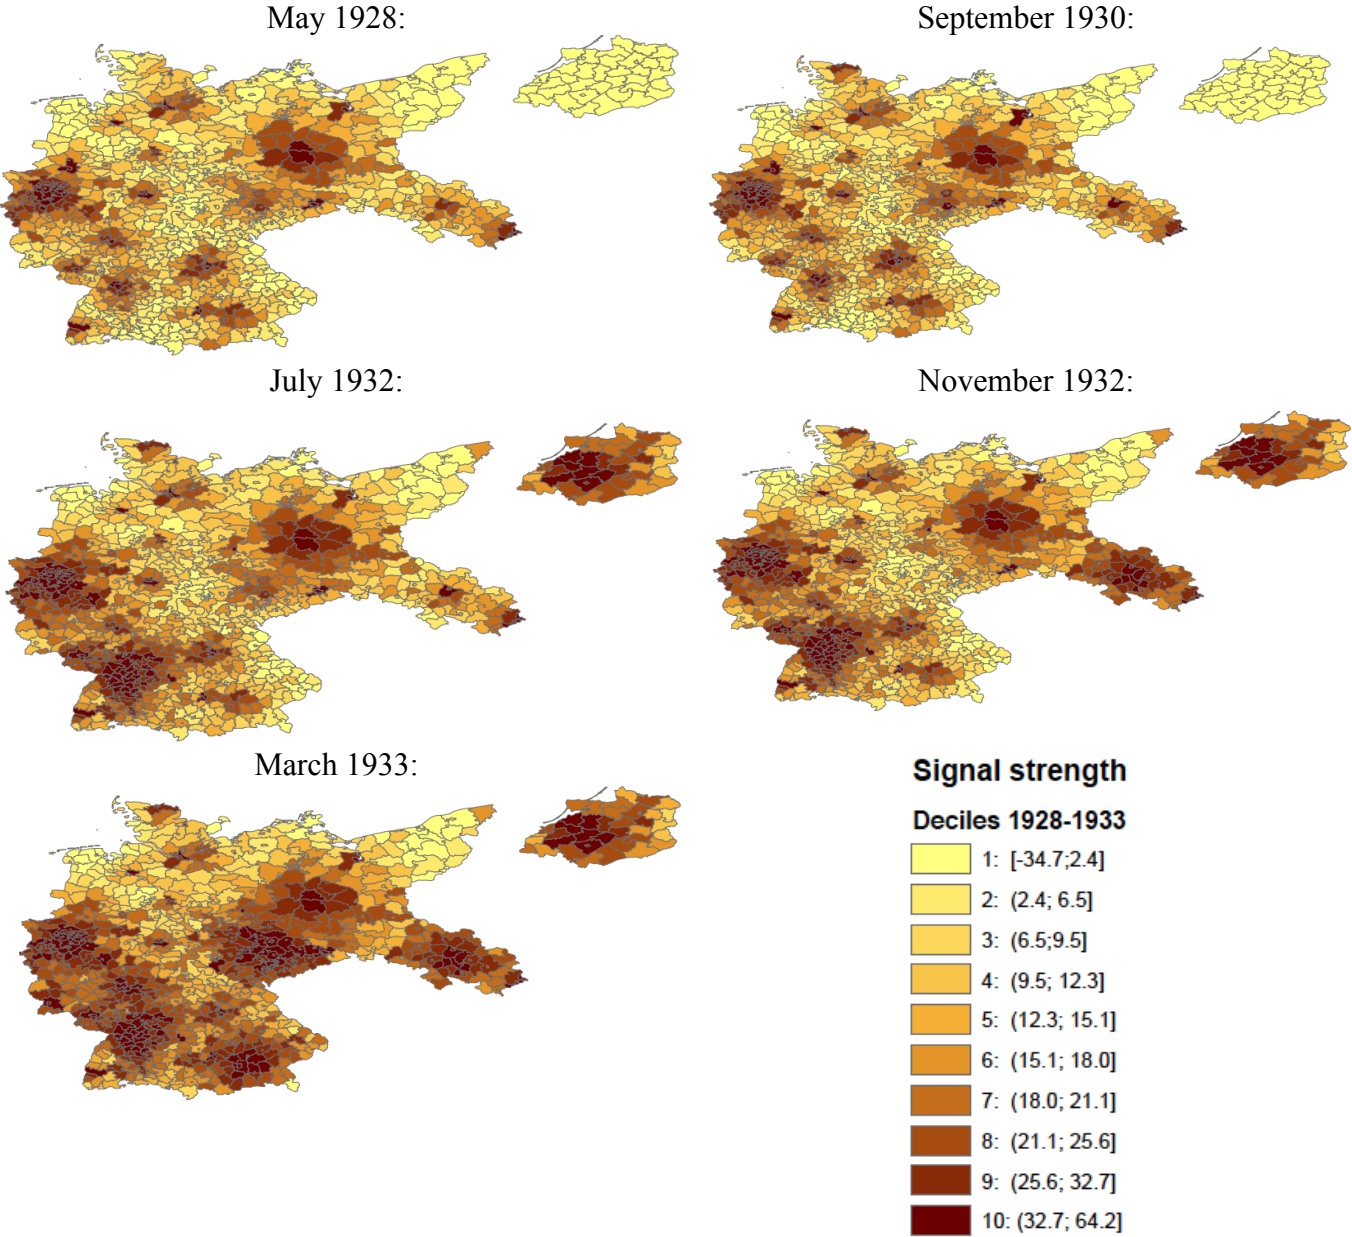 May 1928:
September 1930:
July 1932:
November 1932:
March 1933:
Signal strength
Deciles 1928-1933
1: [-34.7;2.4]
2: (2.4; 6.5]
3: (6.5;9.5]
4: (9.5; 12.3]
5: (12.3; 15.1]
6: (15.1; 18.0]
7: (18.0; 21.1]
8: (21.1; 25.6]
9: (25.6; 32.7]
10: (32.7; 64.2]